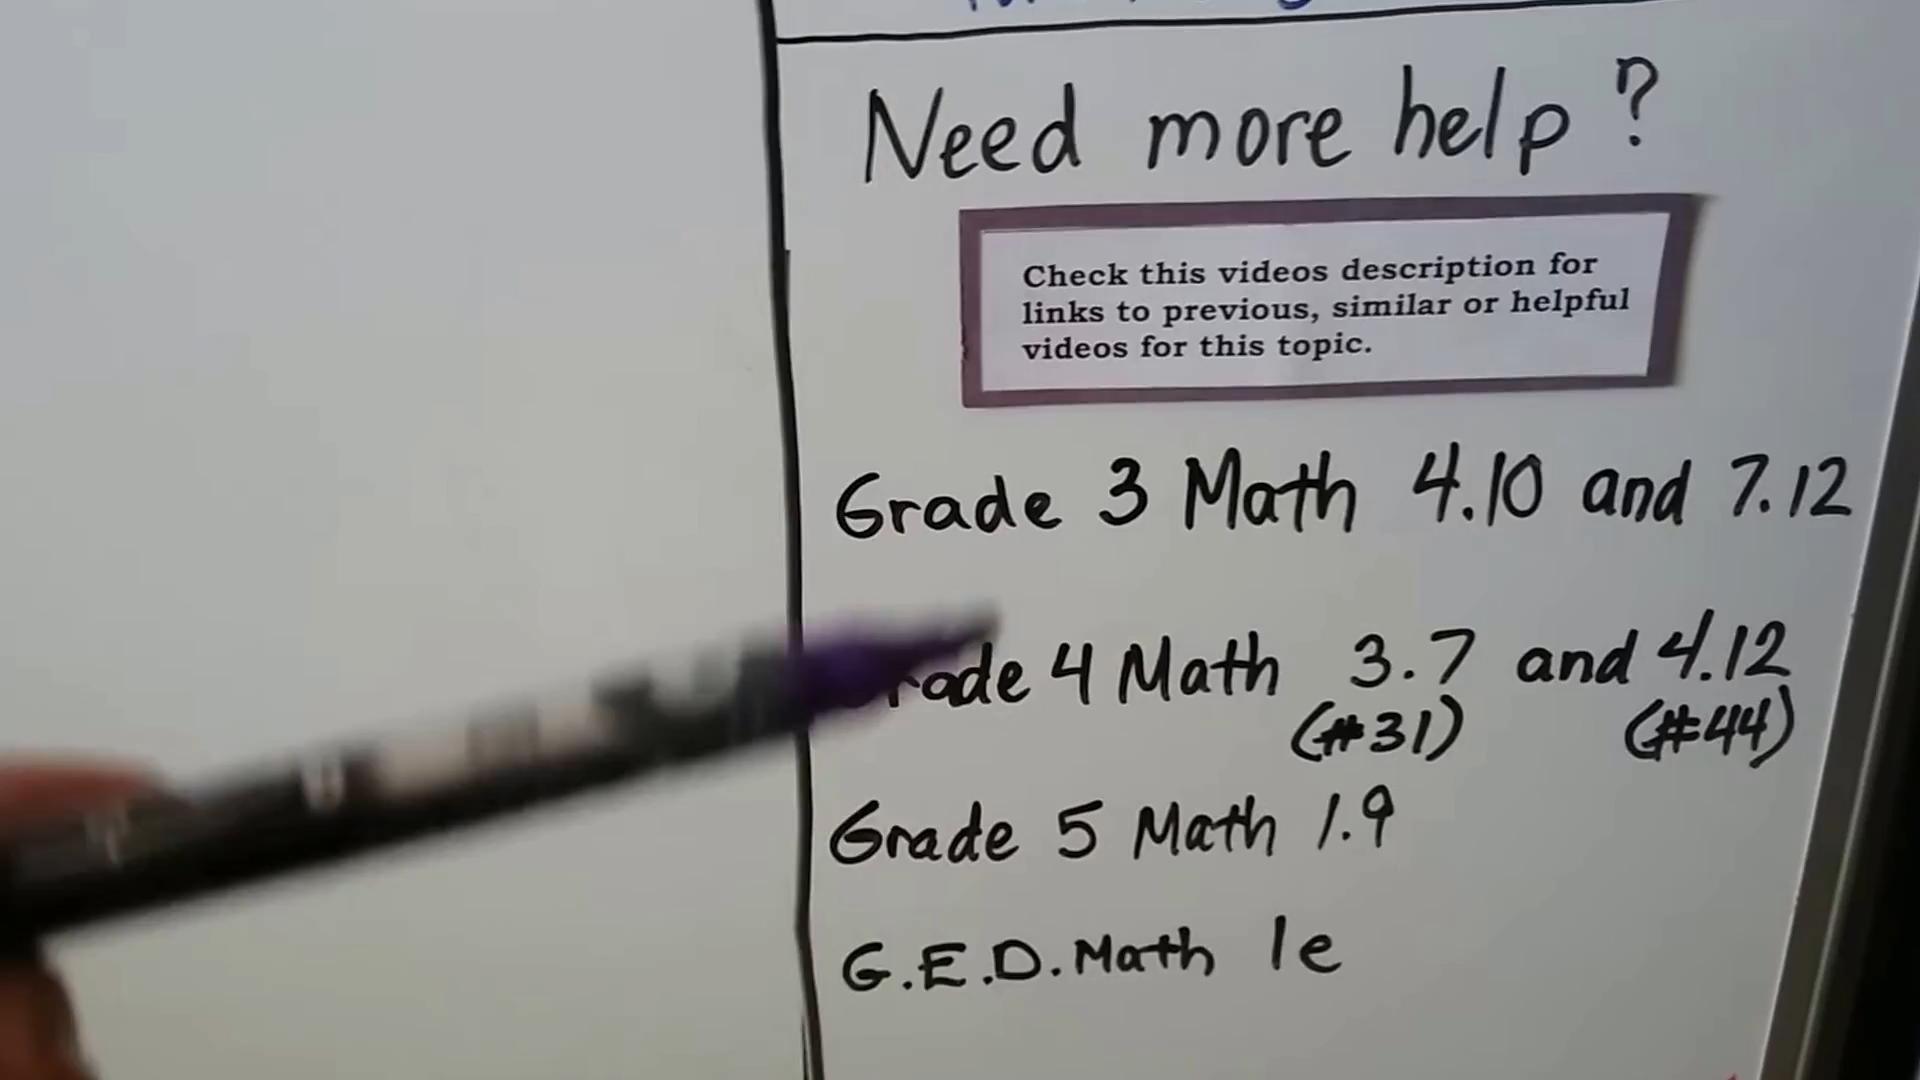 Need more help?
Check this videos description for
links to previous, similar or helpful
videos for this topic.
Grade 3 Math 4.10 and 7.12
rade 4 Math 3.7 and 4.12
(#31) (#44)
Grade 5 Math 1.9
G.E.D. Math 1e